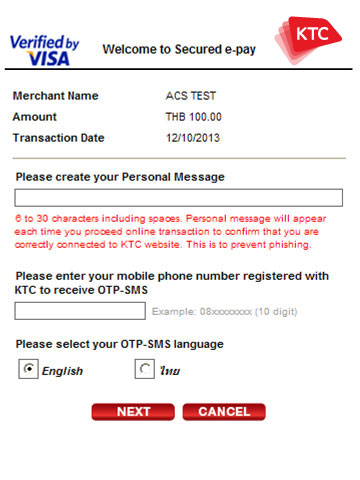 Verified by
VISA
Welcome to Secured e-pay
KTC
Merchant Name ACS TEST
Amount THB 100.00
Transaction Date 12/10/2013
Please create your Personal Message
6 to 30 characters including spaces. Personal message will appear
each time you proceed online transaction to confirm that you are
correctly connected to KTC website. This is to prevent phishing.
Please enter your mobile phone number registered with
KTC to receive OTP-SMS
Example: 08xxxxxxxx (10 digit)
Please select your OTP-SMS language
English ไทย
NEXT CANCEL